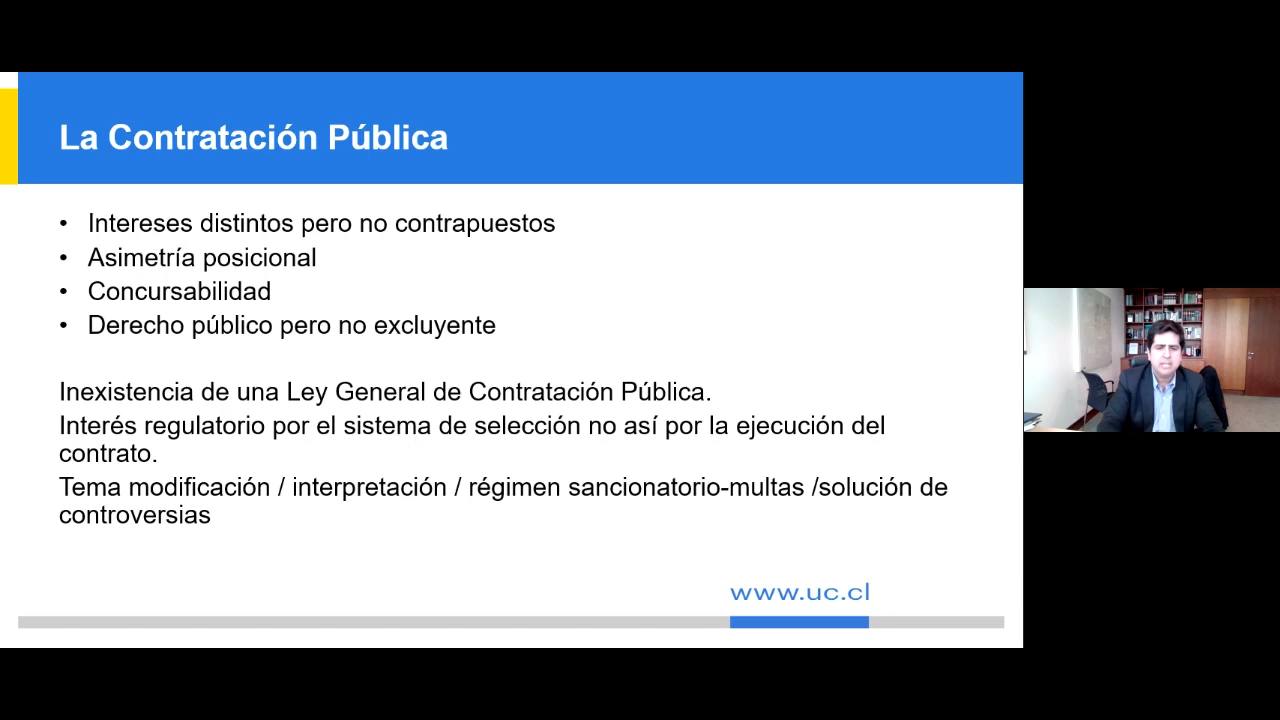 La Contratación Pública
• Intereses distintos pero no contrapuestos
• Asimetría posicional
• Concursabilidad
• Derecho público pero no excluyente
Inexistencia de una Ley General de Contratación Pública.
Interés regulatorio por el sistema de selección no así por la ejecución del
contrato.
Tema modificación / interpretación / régimen sancionatorio-multas /solución de
controversias
www.uc.cl